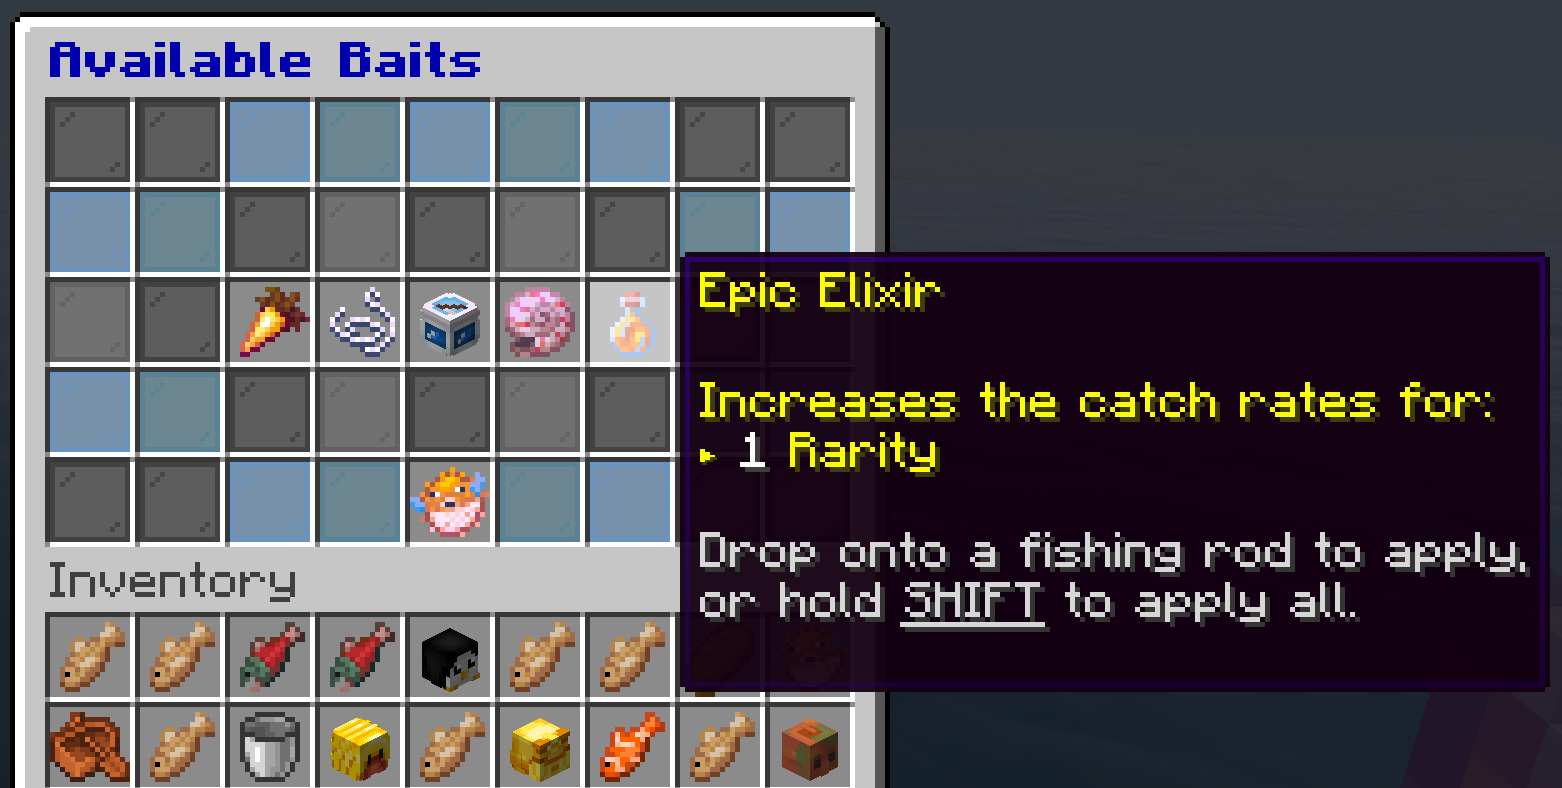 Available Baits
Epic Elixir
Increases the catch rates for:
▸ 1 Rarity
Drop onto a fishing rod to apply,
or hold SHIFT to apply all.
Inventory